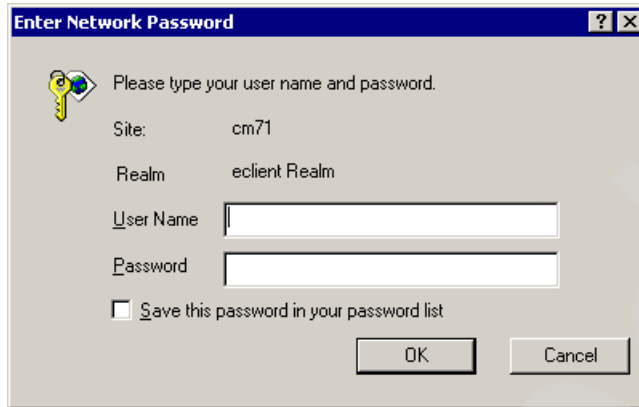 Enter Network Password
Please type your user name and password.
Site: cm71
Realm eclient Realm
User Name
Password
Save this password in your password list
OK Cancel